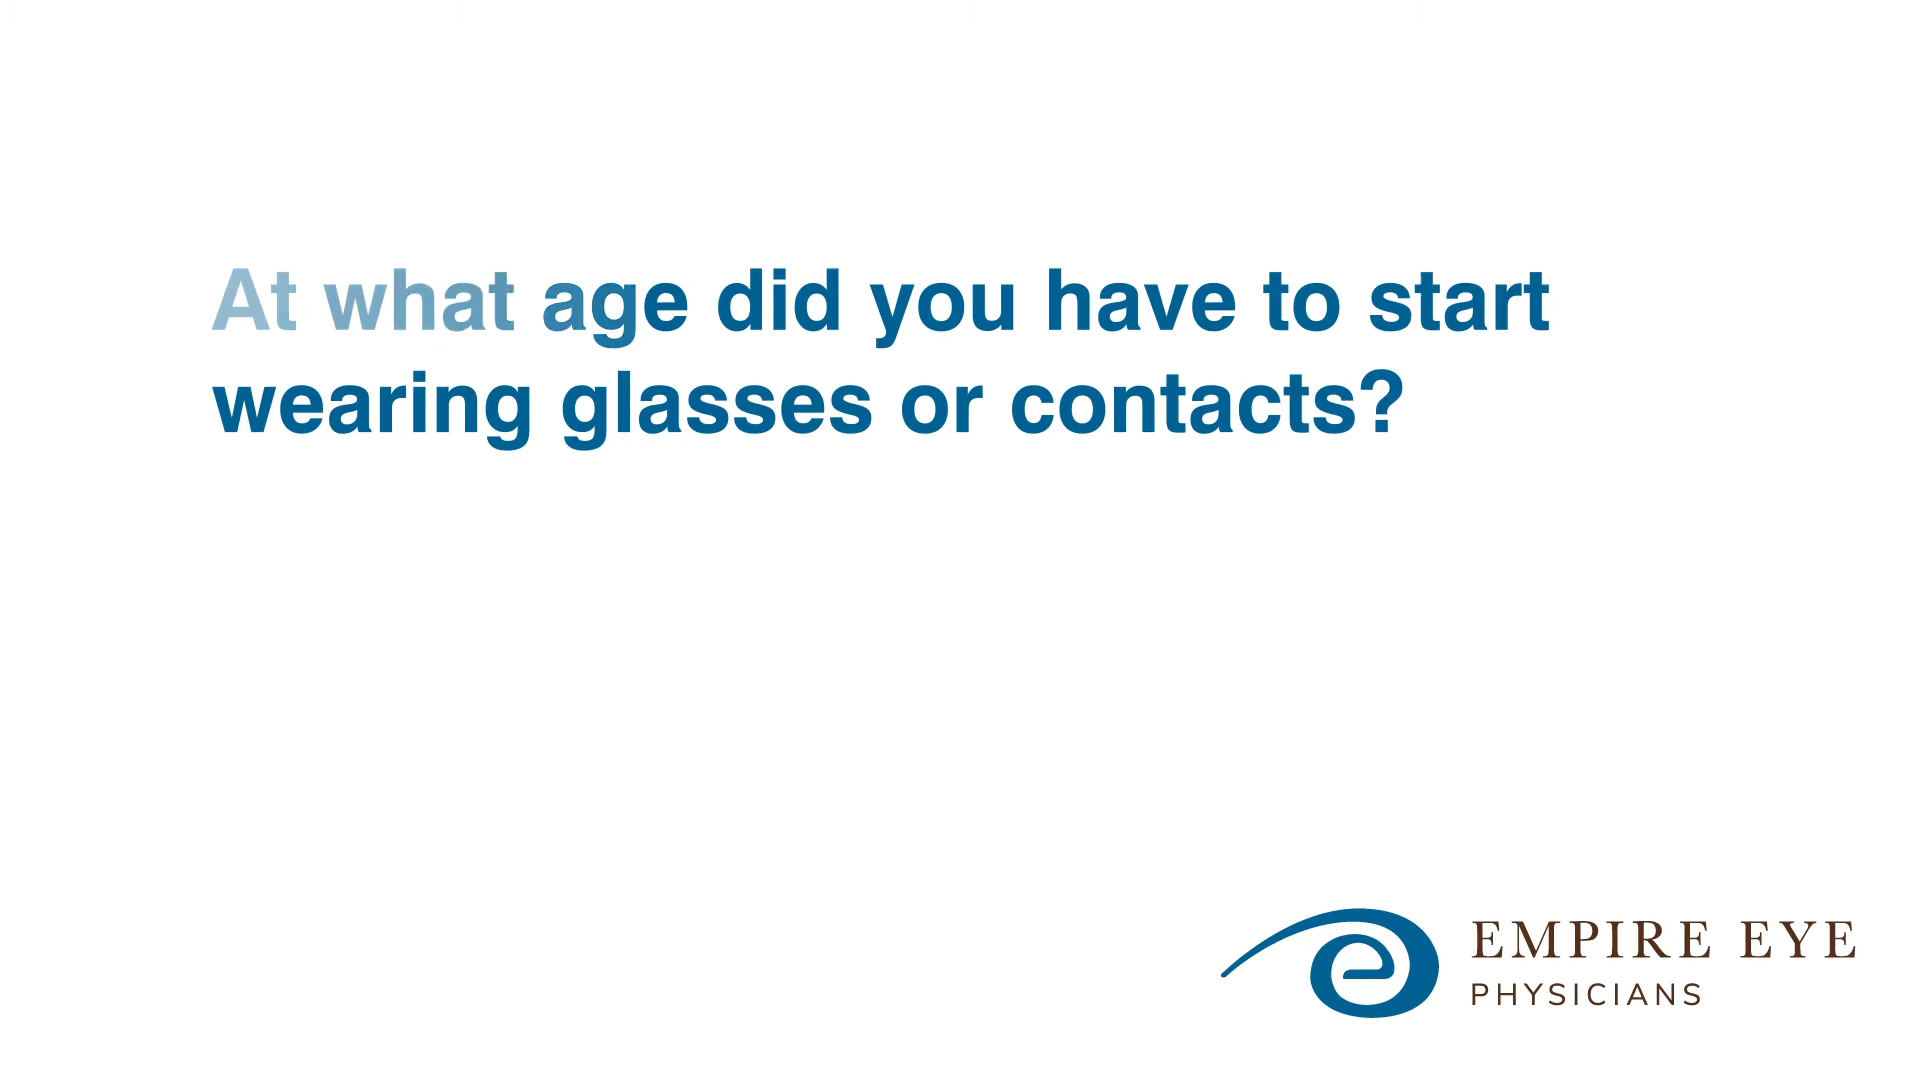 At what age did you have to start
wearing glasses or contacts?
EMPIRE EYE
PHYSICIANS